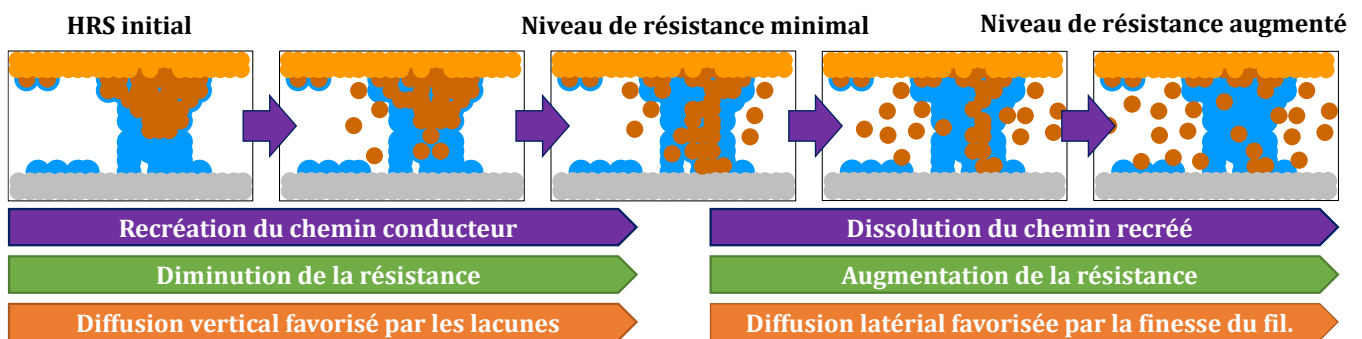 HRS initial
Niveau de résistance minimal
Niveau de résistance augmenté
Recréation du chemin conducteur
Dissolution du chemin recréé
Diminution de la résistance
Augmentation de la résistance
Diffusion vertical favorisé par les lacunes
Diffusion latérial favorisée par la finesse du fil.